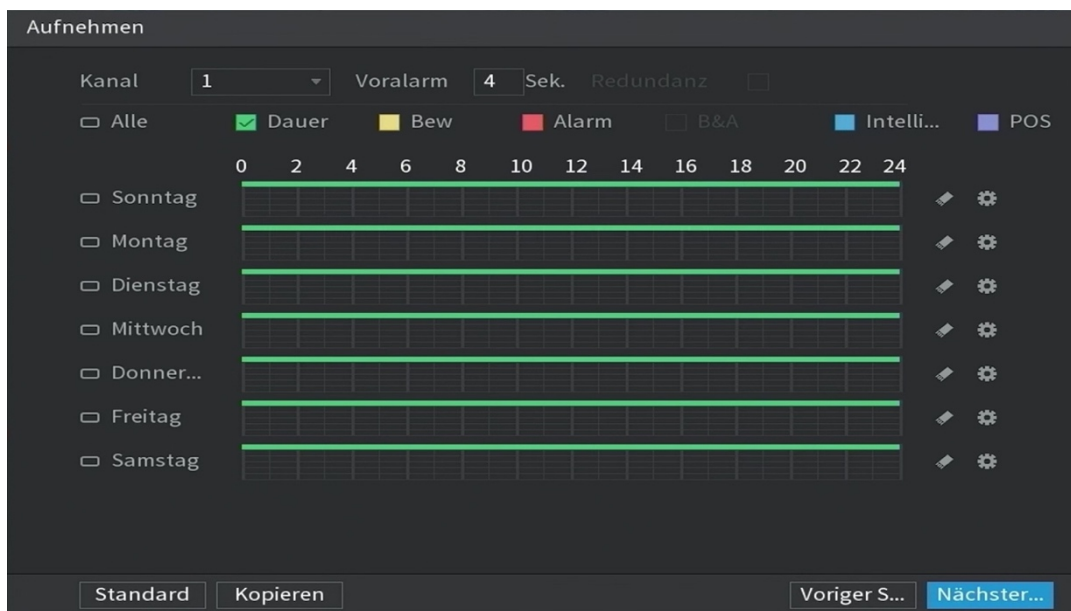 Aufnehmen
Kanal 1 Voralarm 4 Sek. Redundanz
Alle Dauer Bew Alarm B&A Intelli... POS
0 2 4 6 8 10 12 14 16 18 20 22 24
Sonntag
Montag
Dienstag
Mittwoch
Donner...
Freitag
Samstag
Standard Kopieren Voriger S... Nächster...